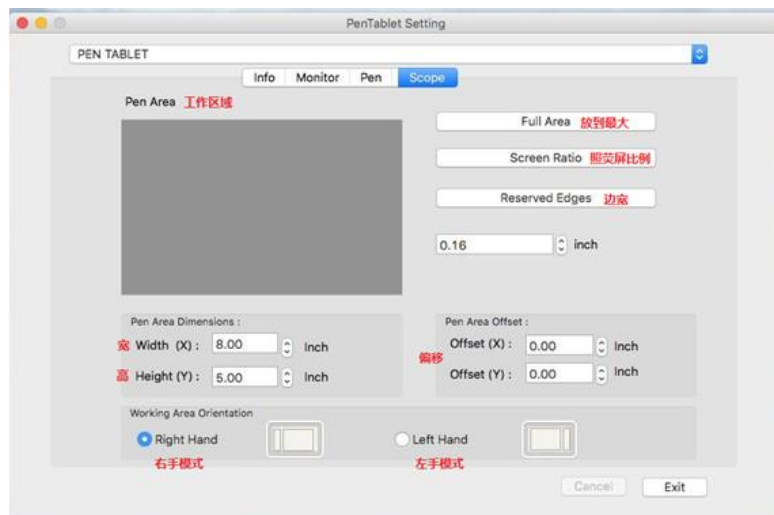 PenTablet Setting
PEN TABLET
Info Monitor Pen Scope
Pen Area 工作区域
Full Area 放到最大
Screen Ratio 照荧屏比例
Reserved Edges 边宽
0.16 inch
Pen Area Dimensions :
宽 Width (X) : 8.00 Inch
高 Height (Y) : 5.00 Inch
Pen Area Offset :
Offset (X) : 0.00 Inch
偏移
Offset (Y) : 0.00 Inch
Working Area Orientation
Right Hand
右手模式
Left Hand
左手模式
Cancel Exit